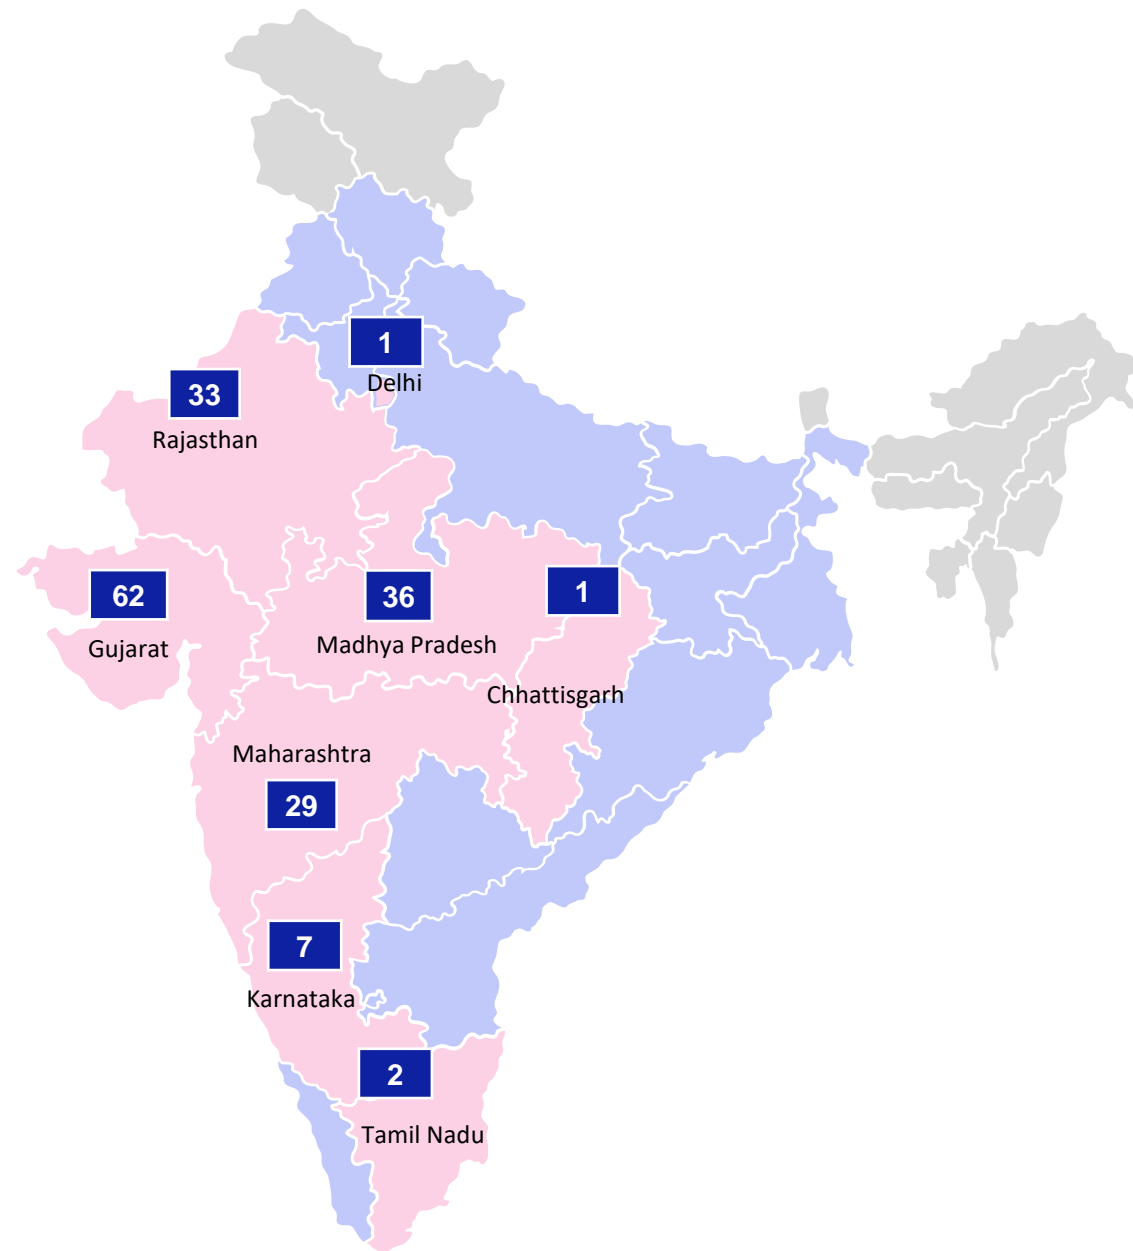 1
Delhi
33
Rajasthan
62
Gujarat
36
Madhya Pradesh
1
Chhattisgarh
Maharashtra
29
7
Karnataka
2
Tamil Nadu